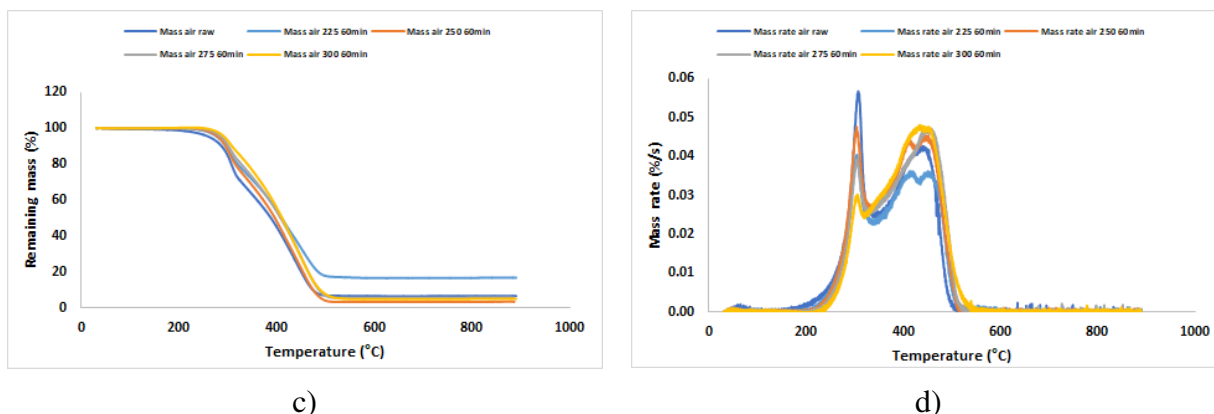 Mass air raw Mass air 225 60min Mass air 250 60min
Mass air 275 60min Mass air 300 60min
120
100
80
60
40
20
0
0 200 400 600 800 1000
Remaining mass (%)
Temperature (°C)
c)
Mass rate air raw Mass rate air 225 60min Mass rate air 250 60min
Mass rate air 275 60min Mass rate air 300 60min
0.06
0.05
0.04
0.03
0.02
0.01
0.00
0 200 400 600 800 1000
Mass rate (%/s)
Temperature (°C)
d)